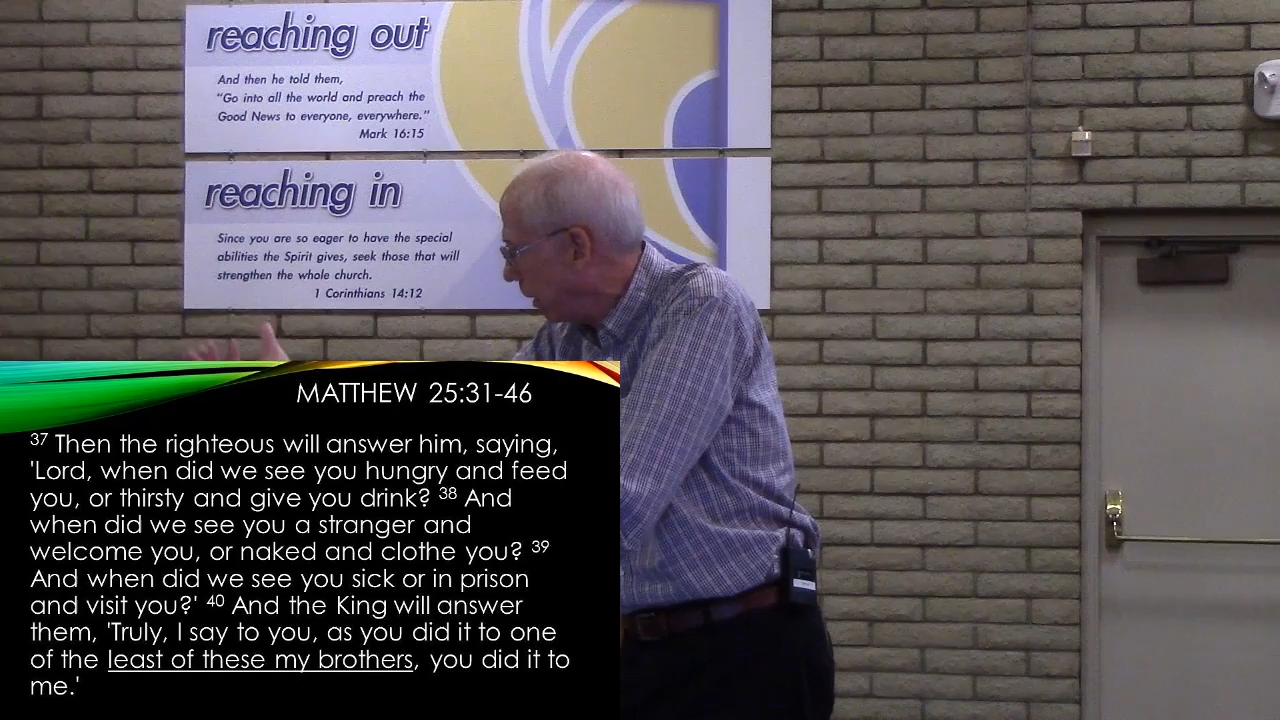 reaching out
And then he told them,
“Go into all the world and preach the
Good News to everyone, everywhere.”
Mark 16:15
reaching in
Since you are so eager to have the special
abilities the Spirit gives, seek those that will
strengthen the whole church.
1 Corinthians 14:12
MATTHEW 25:31-46
37 Then the righteous will answer him, saying,
'Lord, when did we see you hungry and feed
you, or thirsty and give you drink? 38 And
when did we see you a stranger and
welcome you, or naked and clothe you? 39
And when did we see you sick or in prison
and visit you?' 40 And the King will answer
them, 'Truly, I say to you, as you did it to one
of the least of these my brothers, you did it to
me.'